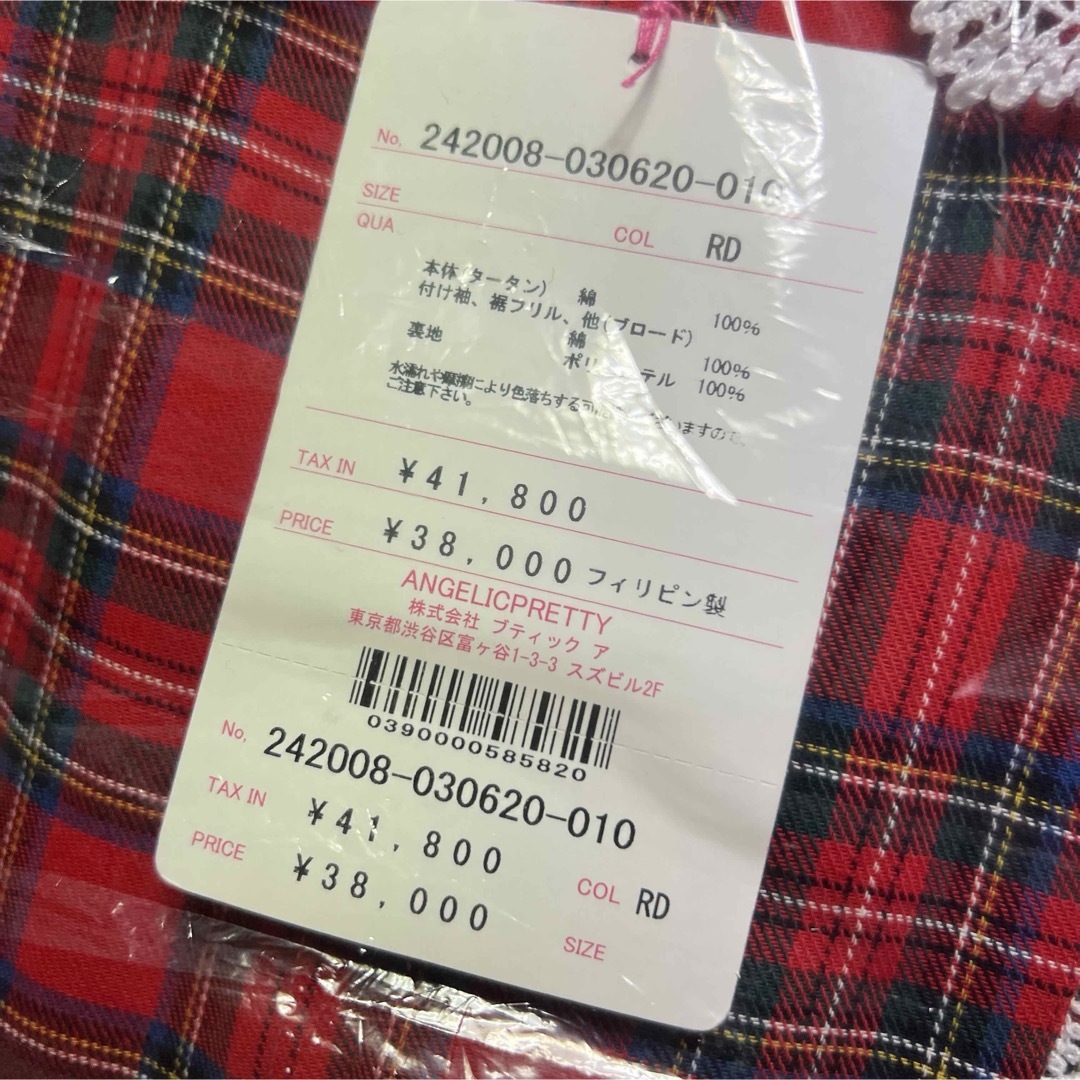 No. 242008-030620-010
SIZE COL RD
QUA
本体(タータン) 綿 100%
付け袖、裾フリル、他(ブロード)
綿 100%
裏地 ポリ テル 100%
水濡れや により色落ちする いますので、
ご注意下さい。
TAX IN ¥41,800
PRICE ¥38,000 フィリピン製
ANGELICPRETTY
株式会社 ブティック ア
東京都渋谷区富ヶ谷1-3-3 スズビル2F
0390000585820
No. 242008-030620-010
TAX IN ¥41,800
COL RD
PRICE ¥38,000
SIZE